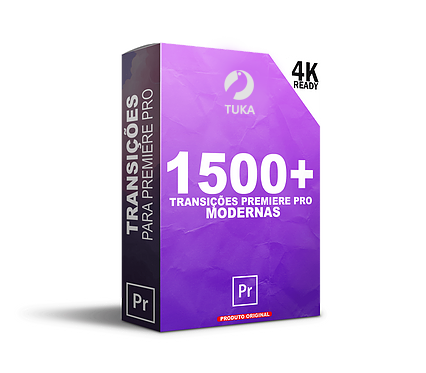 TRANSIÇÕES
PARA PREMIERE PRO
Pr
TUKA
4K
READY
1500+
TRANSIÇÕES PREMIERE PRO
MODERNAS
Pr
PRODUTO ORIGINAL